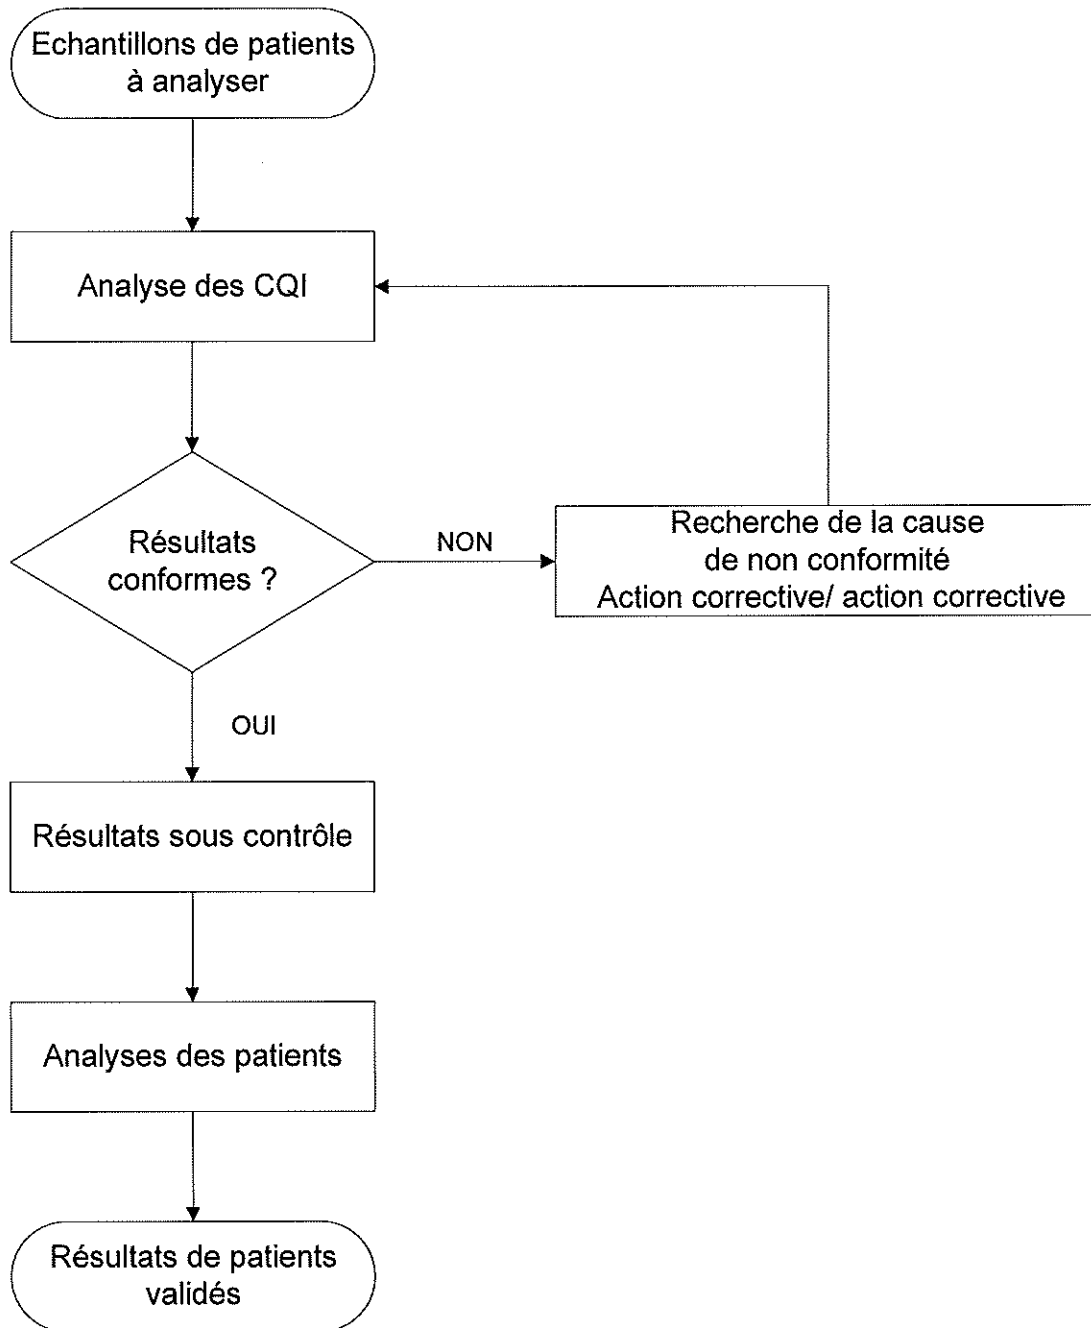 Echantillons de patients
à analyser
Analyse des CQI
Résultats
conformes ?
NON
Recherche de la cause
de non conformité
Action corrective/ action corrective
OUI
Résultats sous contrôle
Analyses des patients
Résultats de patients
validés